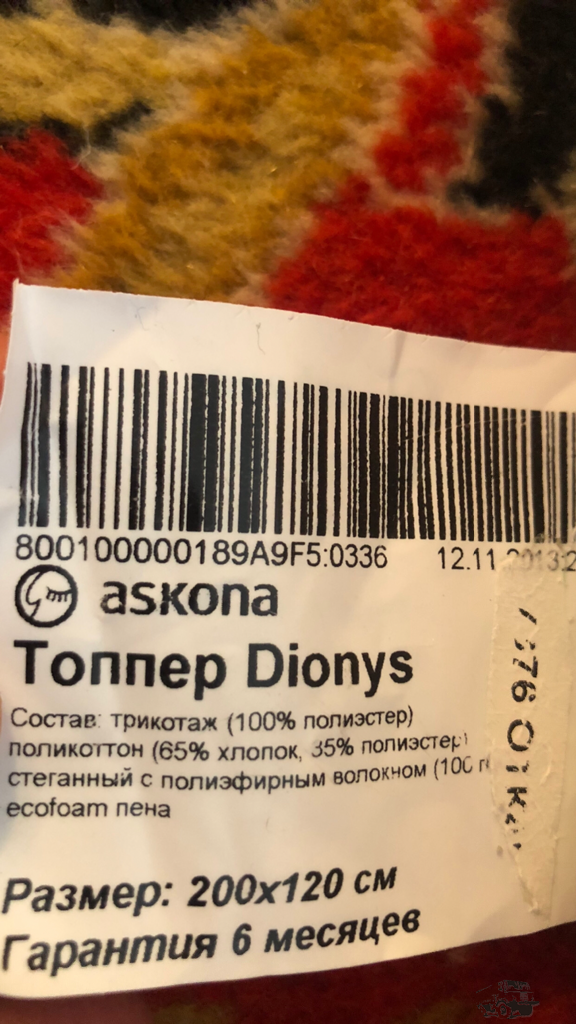 800100000189A9F5:0336 12.11
askona
Топпер Dionys
Состав: трикотаж (100% полиэстер)
поликоттон (65% хлопок, 35% полиэстер)
стеганный с полиэфирным волокном (100
ecofoam пена
Размер: 200x120 см
Гарантия 6 месяцев